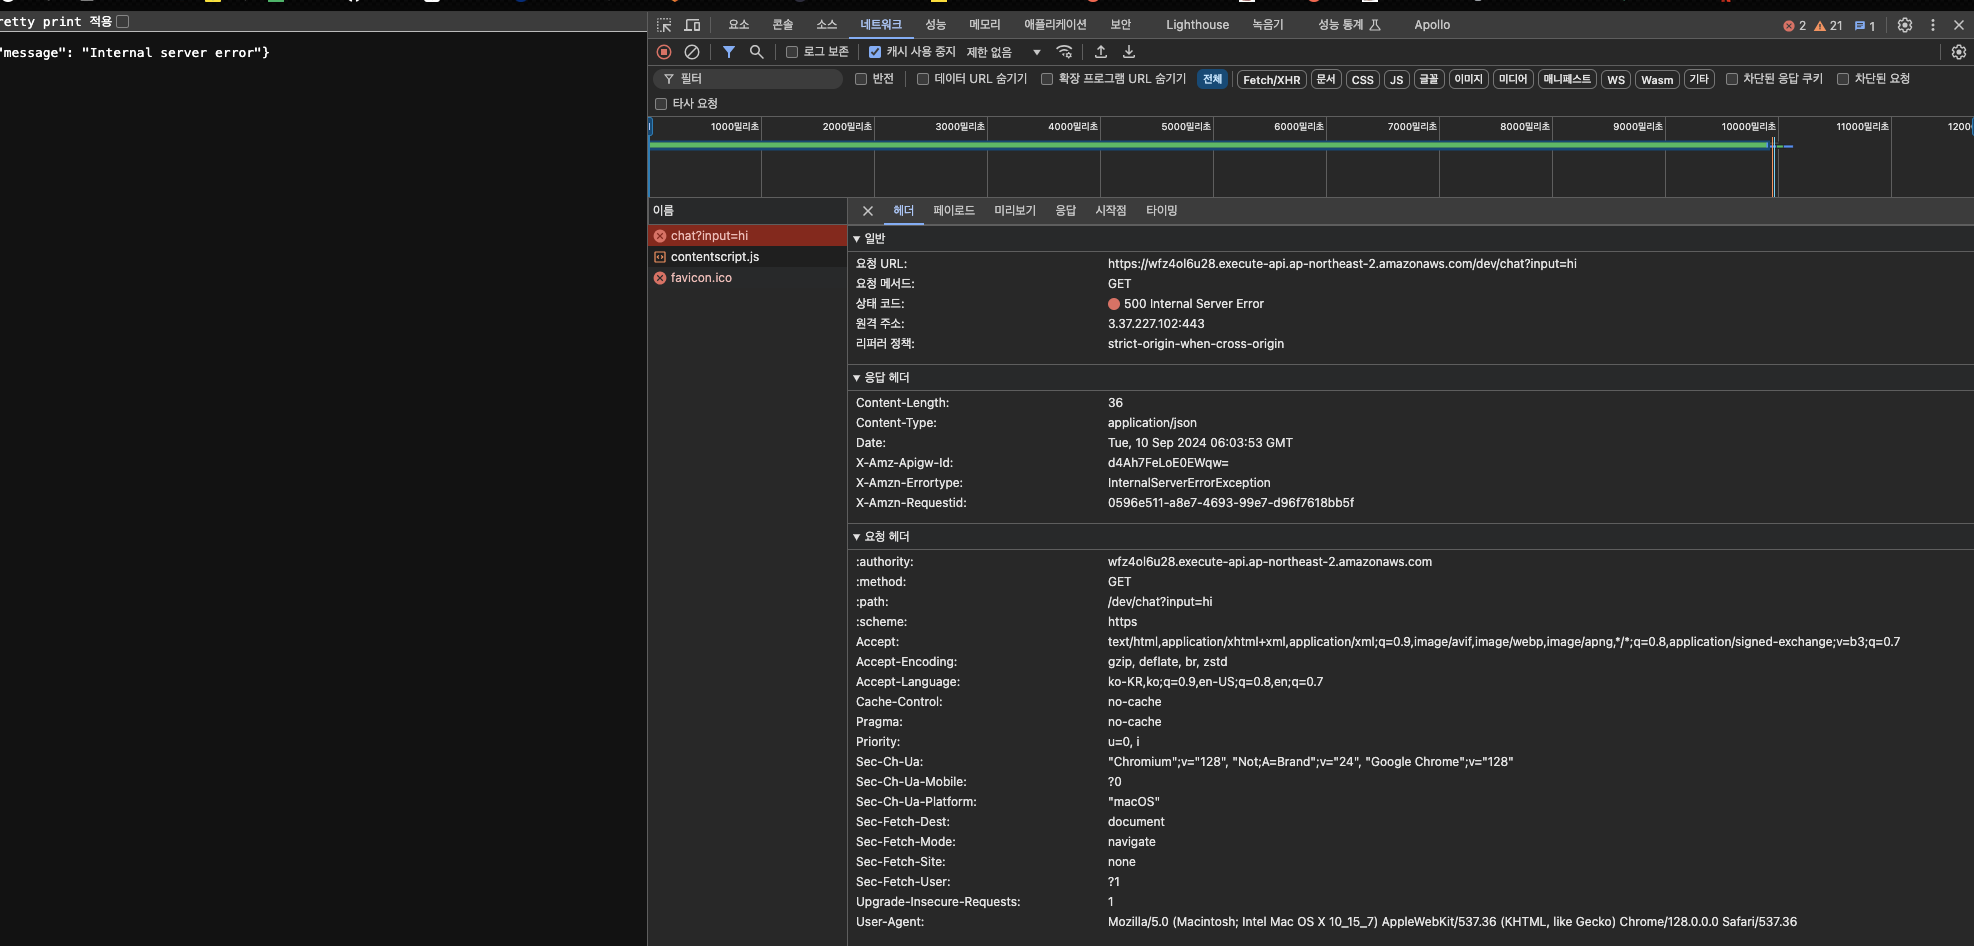 retty print 적용
"message": "Internal server error"}
요소 콘솔 소스 네트워크 성능 메모리 애플리케이션 보안 Lighthouse 녹음기 성능 통계 Apollo 2 21 1
로그 보존 캐시 사용 중지 제한 없음
필터 반전 데이터 URL 숨기기 확장 프로그램 URL 숨기기 전체 Fetch/XHR 문서 CSS JS 글꼴 이미지 미디어 매니페스트 WS Wasm 기타 차단된 응답 쿠키 차단된 요청
타사 요청
1000밀리초 2000밀리초 3000밀리초 4000밀리초 5000밀리초 6000밀리초 7000밀리초 8000밀리초 9000밀리초 10000밀리초 11000밀리초 1200
이름
chat?input=hi
contentscript.js
favicon.ico
헤더 페이로드 미리보기 응답 시작점 타이밍
일반
요청 URL: https://wfz4ol6u28.execute-api.ap-northeast-2.amazonaws.com/dev/chat?input=hi
요청 메서드: GET
상태 코드: 500 Internal Server Error
원격 주소: 3.37.227.102:443
리퍼러 정책: strict-origin-when-cross-origin
응답 헤더
Content-Length: 36
Content-Type: application/json
Date: Tue, 10 Sep 2024 06:03:53 GMT
X-Amz-Apigw-Id: d4Ah7FeLoE0EWqw=
X-Amzn-Errortype: InternalServerErrorException
X-Amzn-Requestid: 0596e511-a8e7-4693-99e7-d96f7618bb5f
요청 헤더
:authority: wfz4ol6u28.execute-api.ap-northeast-2.amazonaws.com
:method: GET
:path: /dev/chat?input=hi
:scheme: https
Accept: text/html,application/xhtml+xml,application/xml;q=0.9,image/avif,image/webp,image/apng,*/*;q=0.8,application/signed-exchange;v=b3;q=0.7
Accept-Encoding: gzip, deflate, br, zstd
Accept-Language: ko-KR,ko;q=0.9,en-US;q=0.8,en;q=0.7
Cache-Control: no-cache
Pragma: no-cache
Priority: u=0, i
Sec-Ch-Ua: "Chromium";v="128", "Not;A=Brand";v="24", "Google Chrome";v="128"
Sec-Ch-Ua-Mobile: ?0
Sec-Ch-Ua-Platform: "macOS"
Sec-Fetch-Dest: document
Sec-Fetch-Mode: navigate
Sec-Fetch-Site: none
Sec-Fetch-User: ?1
Upgrade-Insecure-Requests: 1
User-Agent: Mozilla/5.0 (Macintosh; Intel Mac OS X 10_15_7) AppleWebKit/537.36 (KHTML, like Gecko) Chrome/128.0.0.0 Safari/537.36